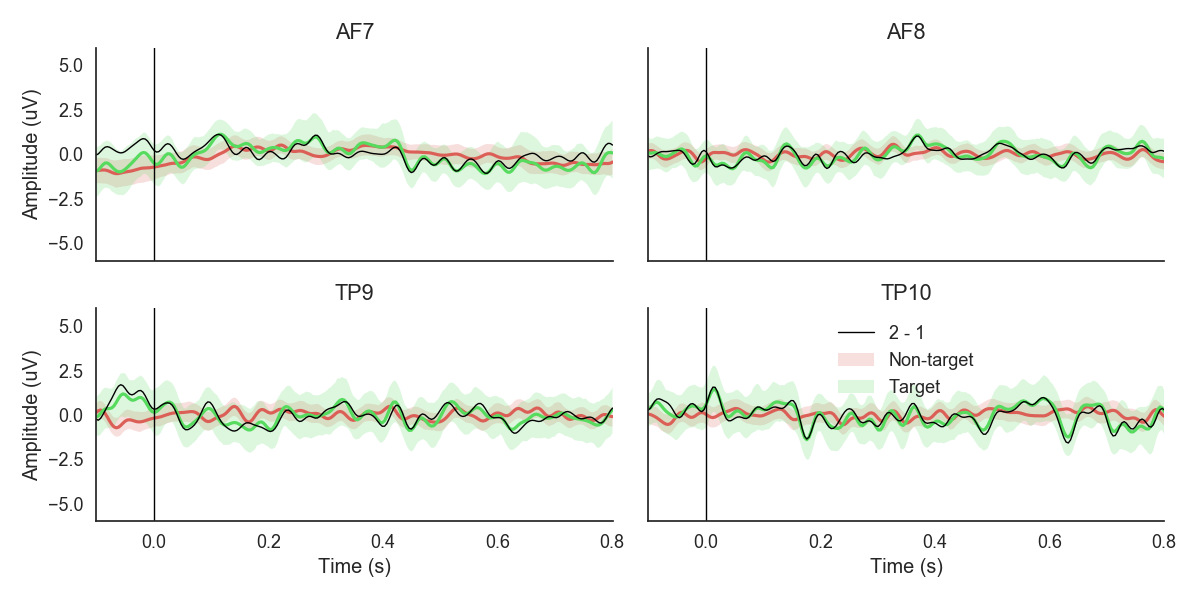 AF7
AF8
Amplitude (uV)
5.0
2.5
0.0
−2.5
−5.0
TP9
TP10
Amplitude (uV)
5.0
2.5
0.0
−2.5
−5.0
2 - 1
Non-target
Target
0.0 0.2 0.4 0.6 0.8
0.0 0.2 0.4 0.6 0.8
Time (s)
Time (s)